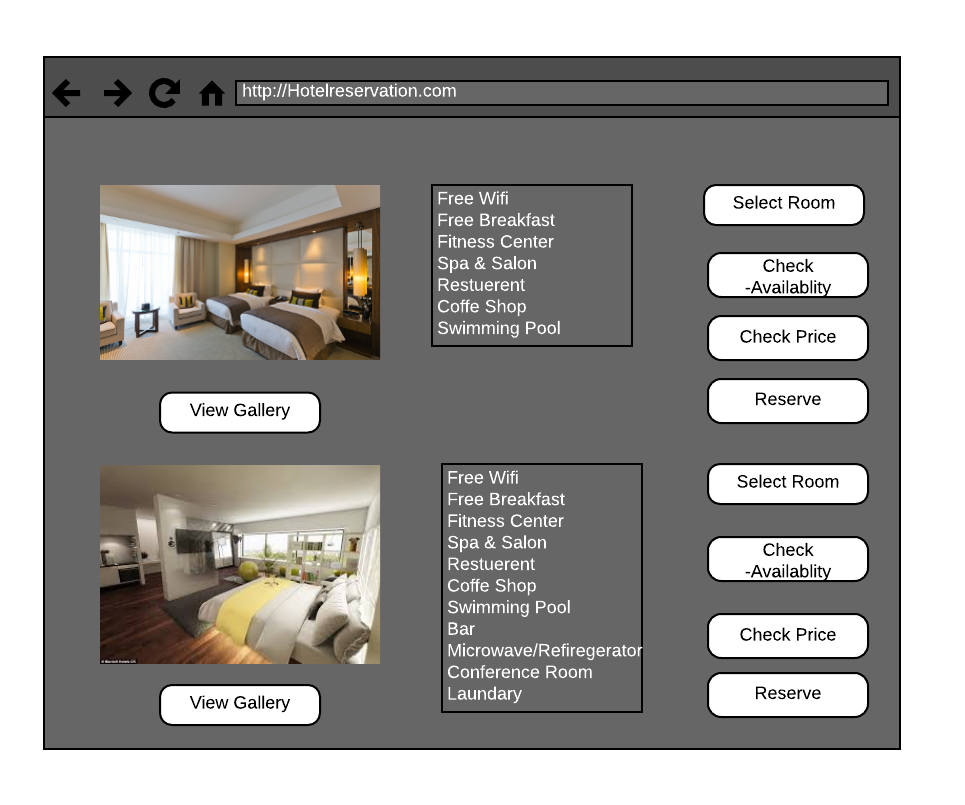 http://Hotelreservation.com
Free Wifi
Free Breakfast
Fitness Center
Spa & Salon
Restuerent
Coffe Shop
Swimming Pool
Select Room
Check
-Availablity
Check Price
Reserve
View Gallery
Free Wifi
Free Breakfast
Fitness Center
Spa & Salon
Restuerent
Coffe Shop
Swimming Pool
Bar
Microwave/Refiregerator
Conference Room
Laundary
Select Room
Check
-Availablity
Check Price
Reserve
View Gallery